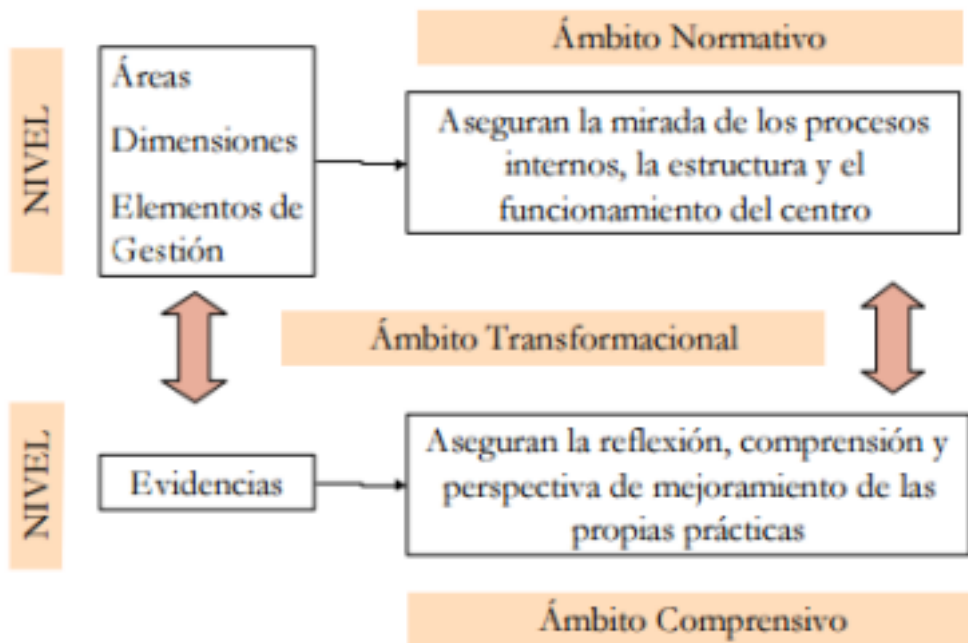 Ámbito Normativo
NIVEL
Áreas
Dimensiones
Elementos de
Gestión
Aseguran la mirada de los procesos
internos, la estructura y el
funcionamiento del centro
Ámbito Transformacional
NIVEL
Evidencias
Aseguran la reflexión, comprensión y
perspectiva de mejoramiento de las
propias prácticas
Ámbito Comprensivo